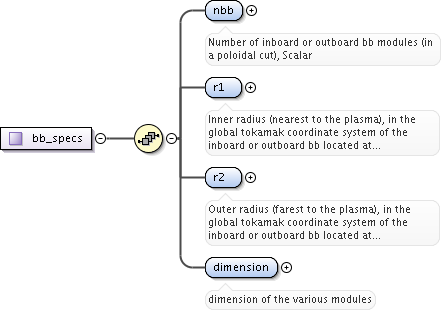 nbb
Number of inboard or outboard bb modules (in
a poloidal cut), Scalar
r1
Inner radius (nearest to the plasma), in the
global tokamak coordinate system of the
inboard or outboard bb located at...
bb_specs
r2
Outer radius (farest to the plasma), in the
global tokamak coordinate system of the
inboard or outboard bb located at...
dimension
dimension of the various modules